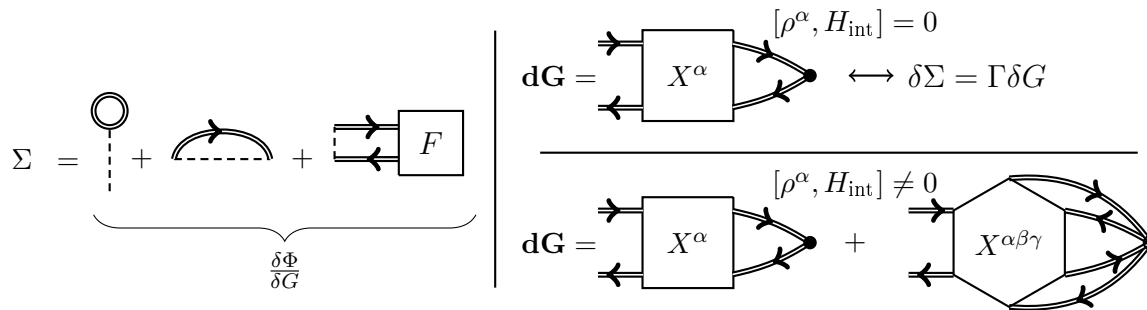 Σ = + + F
δΦ
δG
[ρ^α, H_int] = 0
dG = X^α ⟷ δΣ = ΓδG
[ρ^α, H_int] ≠ 0
dG = X^α + X^{αβγ}